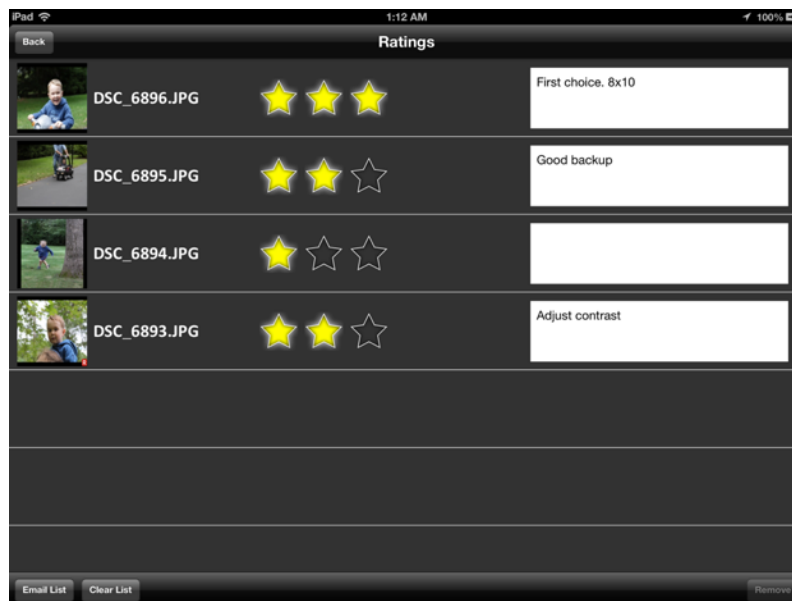 iPad 1:12 AM 100%
Back Ratings
DSC_6896.JPG First choice. 8x10
DSC_6895.JPG Good backup
DSC_6894.JPG
DSC_6893.JPG Adjust contrast
Email List Clear List Remove